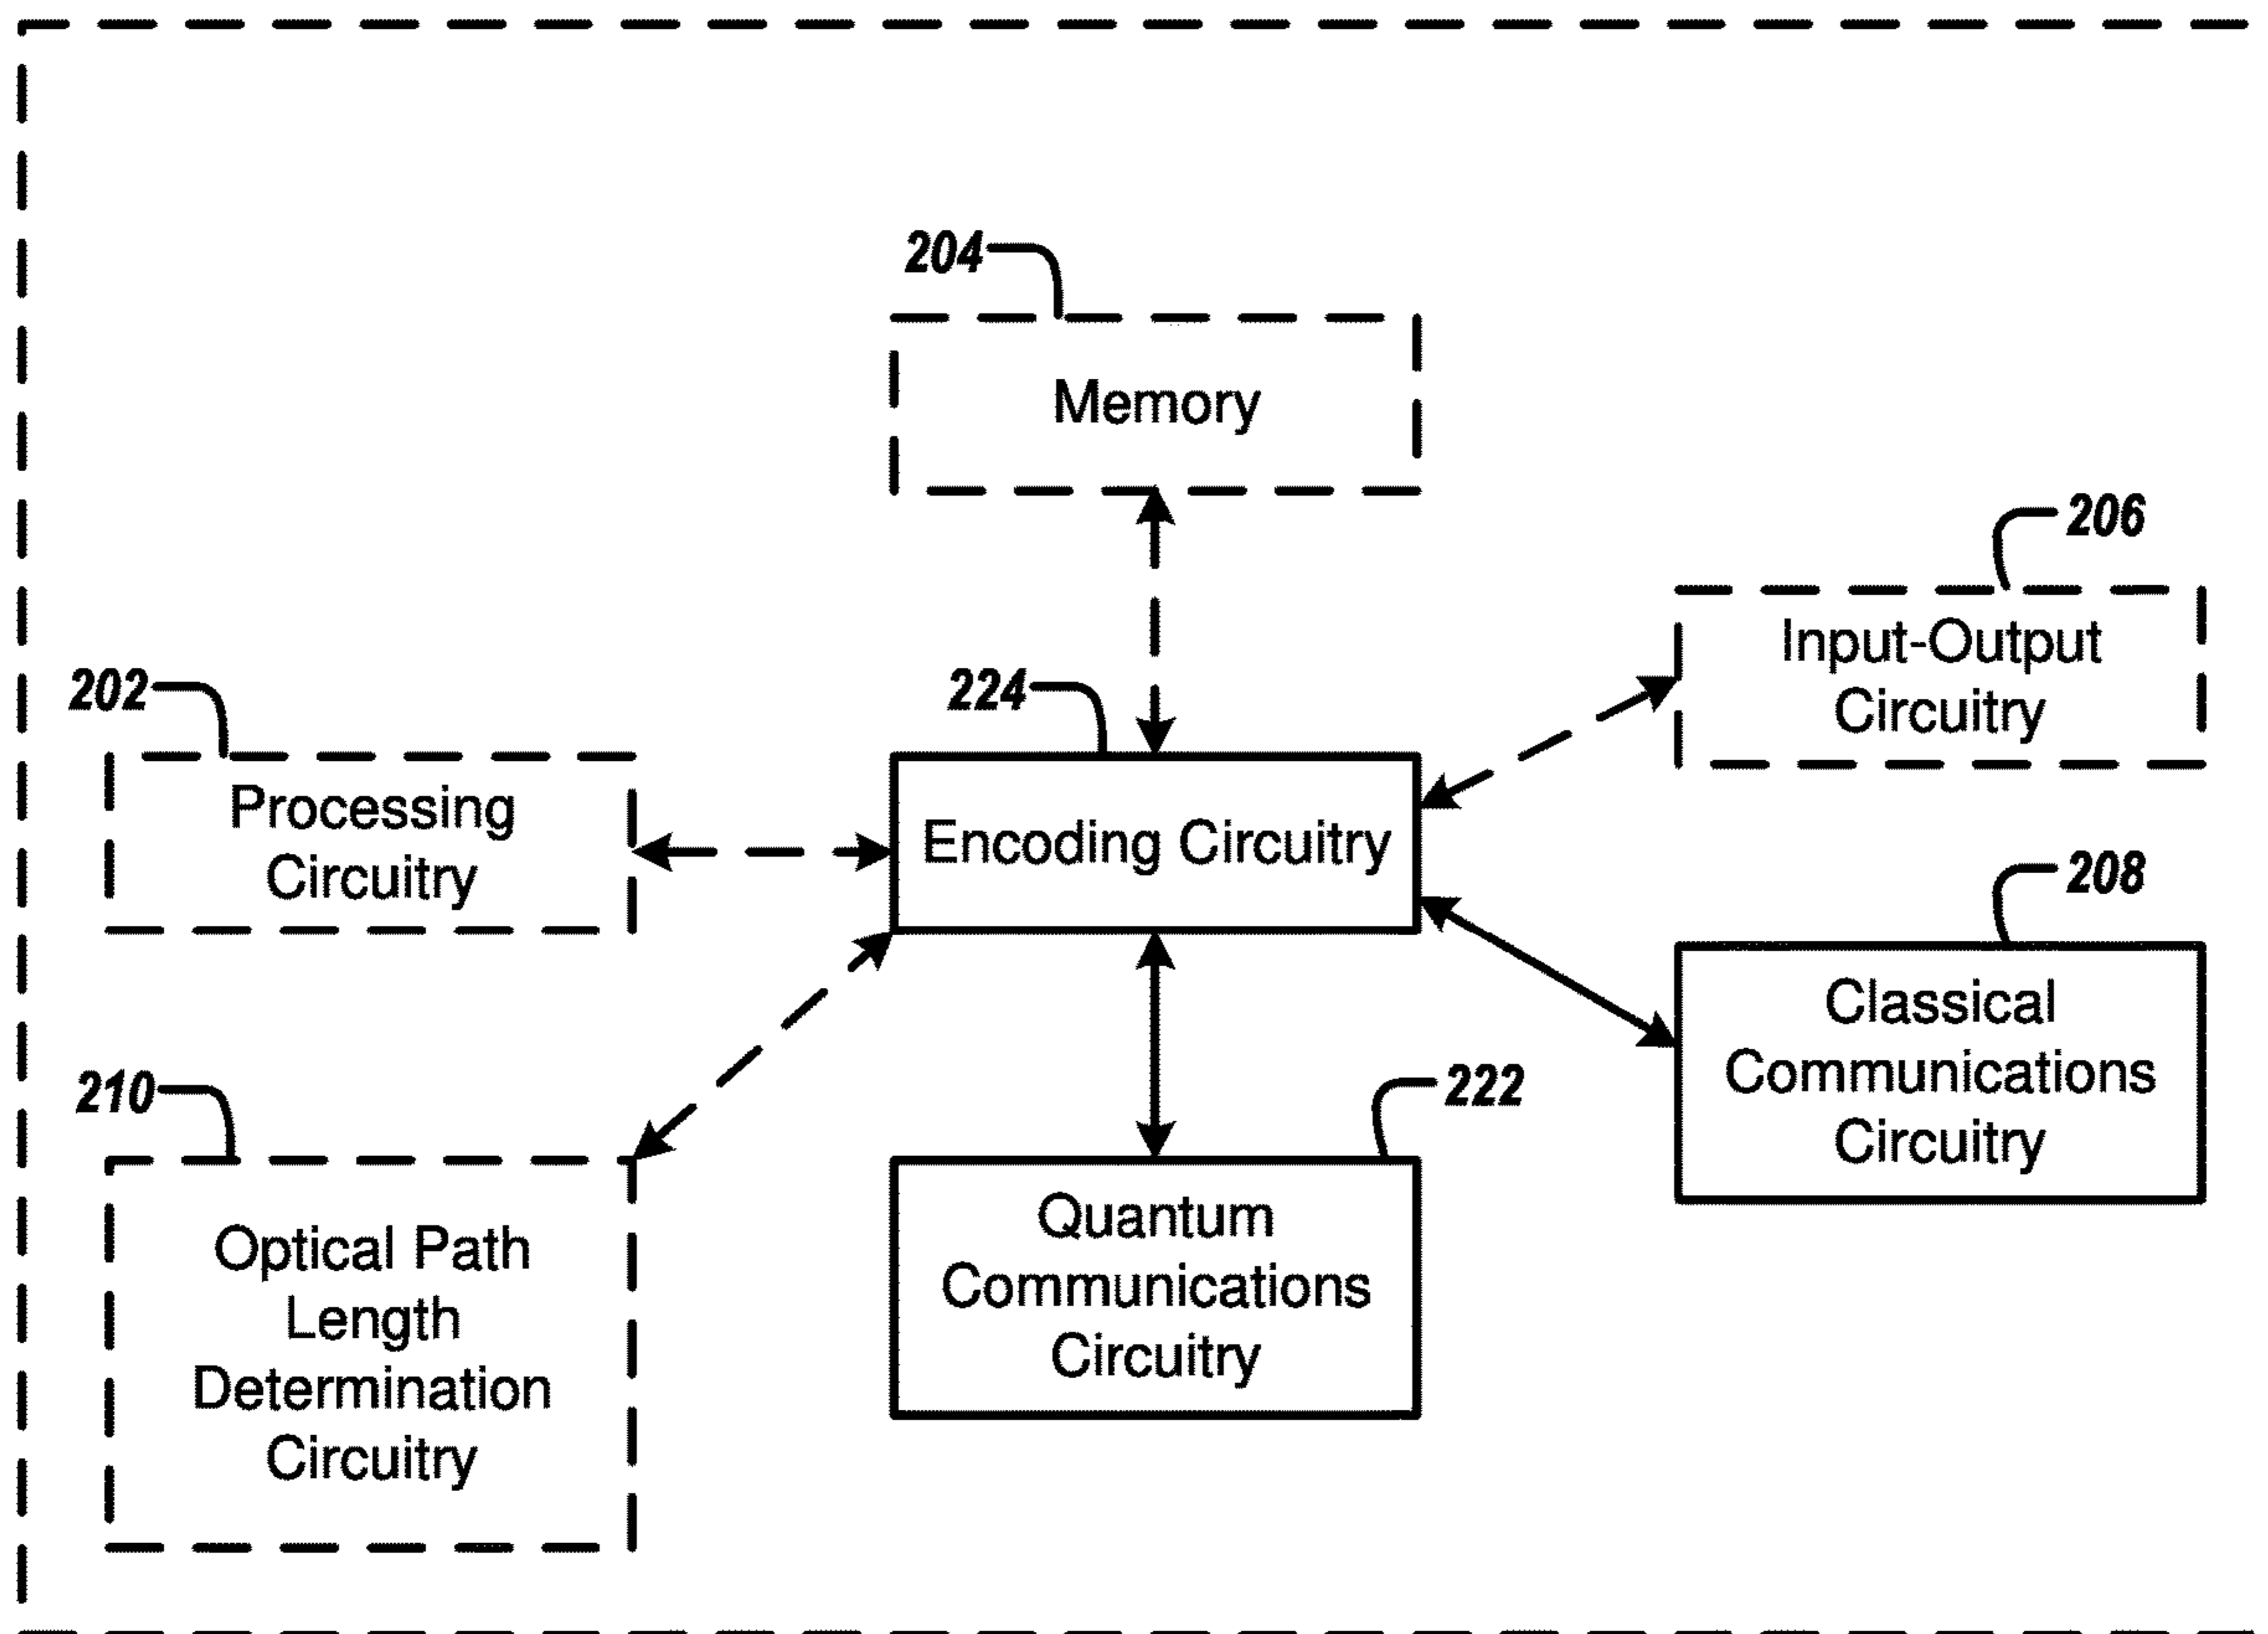 204
Memory
206
Input-Output
Circuitry
202
Processing
Circuitry
224
Encoding Circuitry
208
Classical
Communications
Circuitry
210
Optical Path
Length
Determination
Circuitry
222
Quantum
Communications
Circuitry